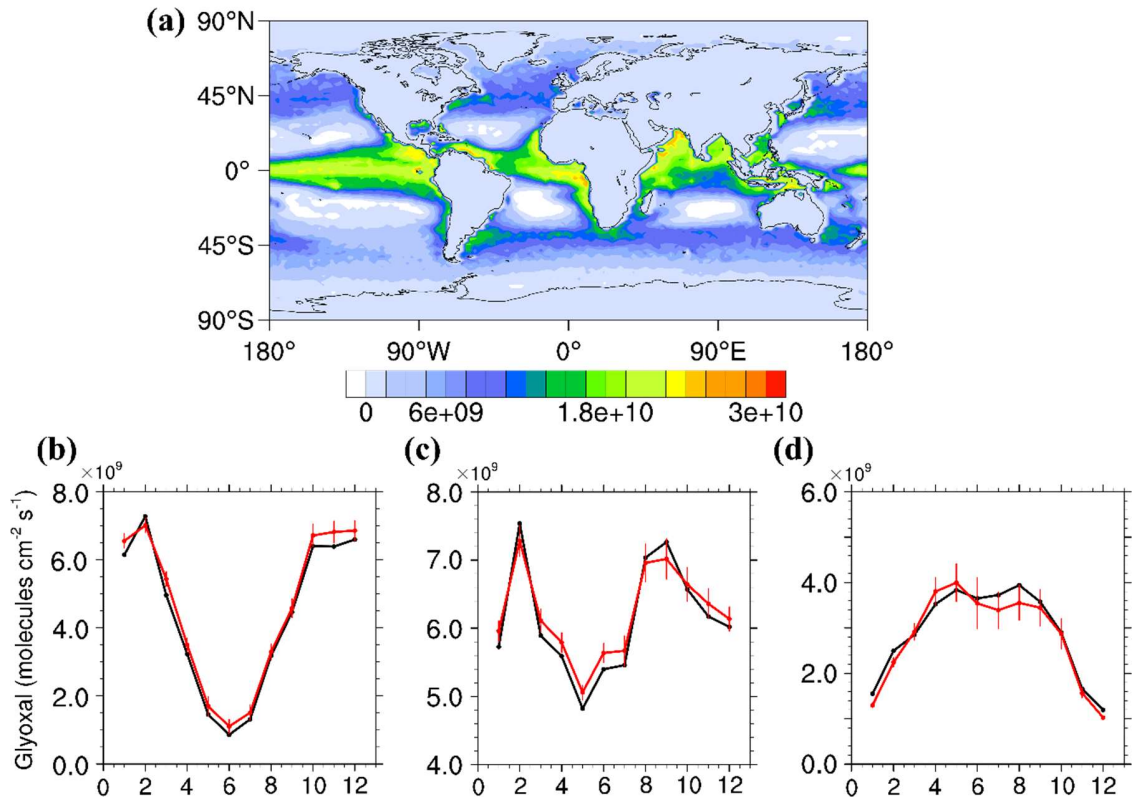 (a)
90°N
45°N
0°
45°S
90°S
180° 90°W 0° 90°E 180°
0 6e+09 1.8e+10 3e+10
(b) (c) (d)
×10⁹ ×10⁹ ×10⁹
Glyoxal (molecules cm⁻² s⁻¹)
8.0
6.0
4.0
2.0
0.0
0 2 4 6 8 10 12
8.0
7.0
6.0
5.0
4.0
0 2 4 6 8 10 12
6.0
4.0
2.0
0.0
0 2 4 6 8 10 12